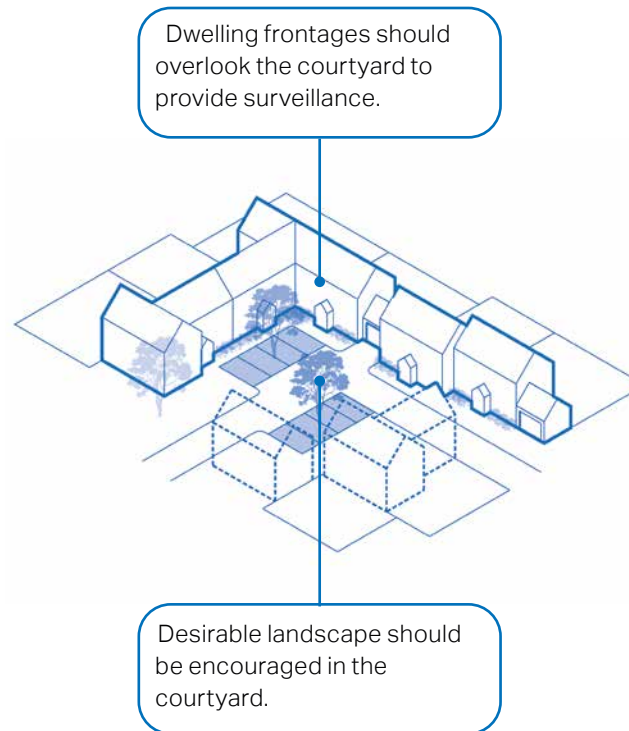 Dwelling frontages should
overlook the courtyard to
provide surveillance.
Desirable landscape should
be encouraged in the
courtyard.